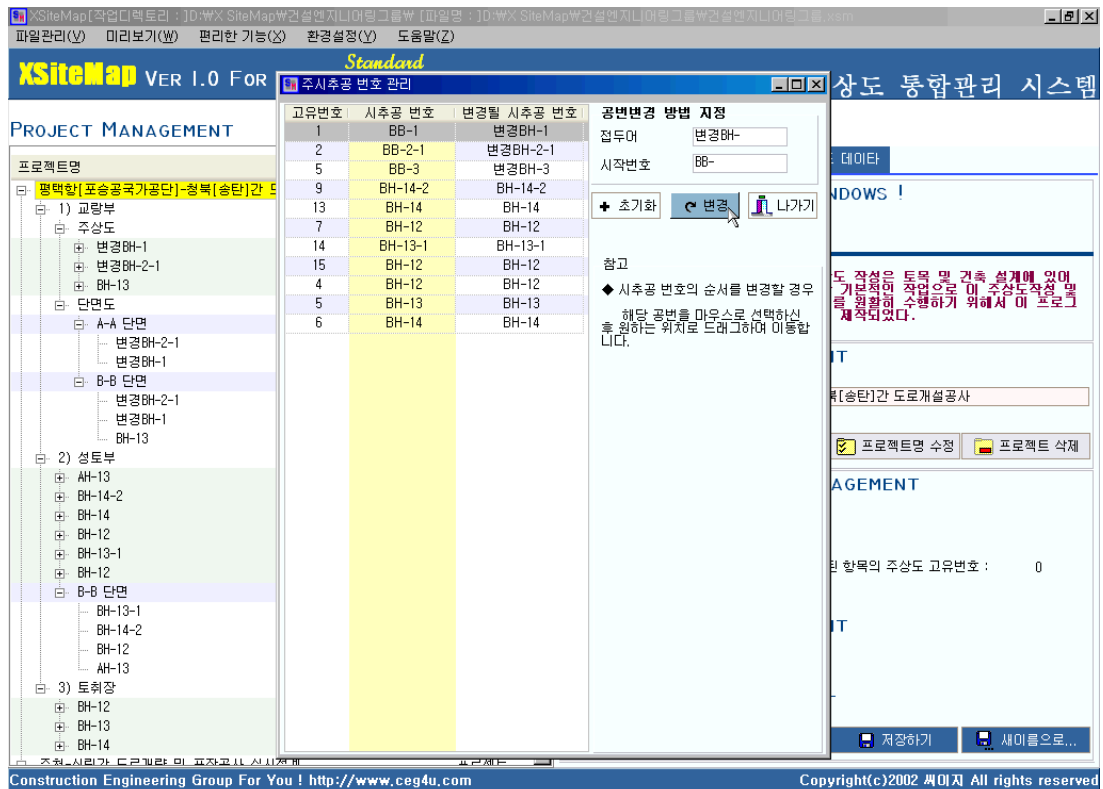 XSiteMap[작업디렉토리 : ]D:₩X SiteMap₩건설엔지니어링그룹₩ [파일명 : ]D:₩X SiteMap₩건설엔지니어링그룹₩건설엔지니어링그룹.xsm
파일관리(V) 미리보기(W) 편리한 기능(X) 환경설정(Y) 도움말(Z)
XSiteMap VER 1.0 FOR
Standard
상도 통합관리 시스템
PROJECT MANAGEMENT
프로젝트명
평택항[포승공국가공단]-청북[송탄]간 도
1) 교량부
주상도
변경BH-1
변경BH-2-1
BH-13
단면도
A-A 단면
변경BH-2-1
변경BH-1
B-B 단면
변경BH-2-1
변경BH-1
BH-13
2) 성토부
AH-13
BH-14-2
BH-14
BH-12
BH-13-1
BH-12
B-B 단면
BH-13-1
BH-14-2
BH-12
AH-13
3) 토취장
BH-12
BH-13
BH-14
주시추공 번호 관리
고유번호 시추공 번호 변경될 시추공 번호
1 BB-1 변경BH-1
2 BB-2-1 변경BH-2-1
5 BB-3 변경BH-3
9 BH-14-2 BH-14-2
13 BH-14 BH-14
7 BH-12 BH-12
14 BH-13-1 BH-13-1
15 BH-12 BH-12
4 BH-12 BH-12
5 BH-13 BH-13
6 BH-14 BH-14
공번변경 방법 지정
접두어 변경BH-
시작번호 BB-
초기화 변경 나가기
참고
◆ 시추공 번호의 순서를 변경할 경우
해당 공번을 마우스로 선택하신
후 원하는 위치로 드래그하며 이동합
니다.
데이타
NDOWS !
도 작성은 토목 및 건축 설계에 있어
기본적인 작업으로 이 주상도작성 및
를 원활히 수행하기 위해서 이 프로그
제작되었다.
NT
북[송탄]간 도로개설공사
프로젝트명 수정 프로젝트 삭제
AGEMENT
된 항목의 주상도 고유번호 : 0
NT
저장하기 새이름으로...
Construction Engineering Group For You ! http://www.ceg4u.com
Copyright(c)2002 씨이지 All rights reserved